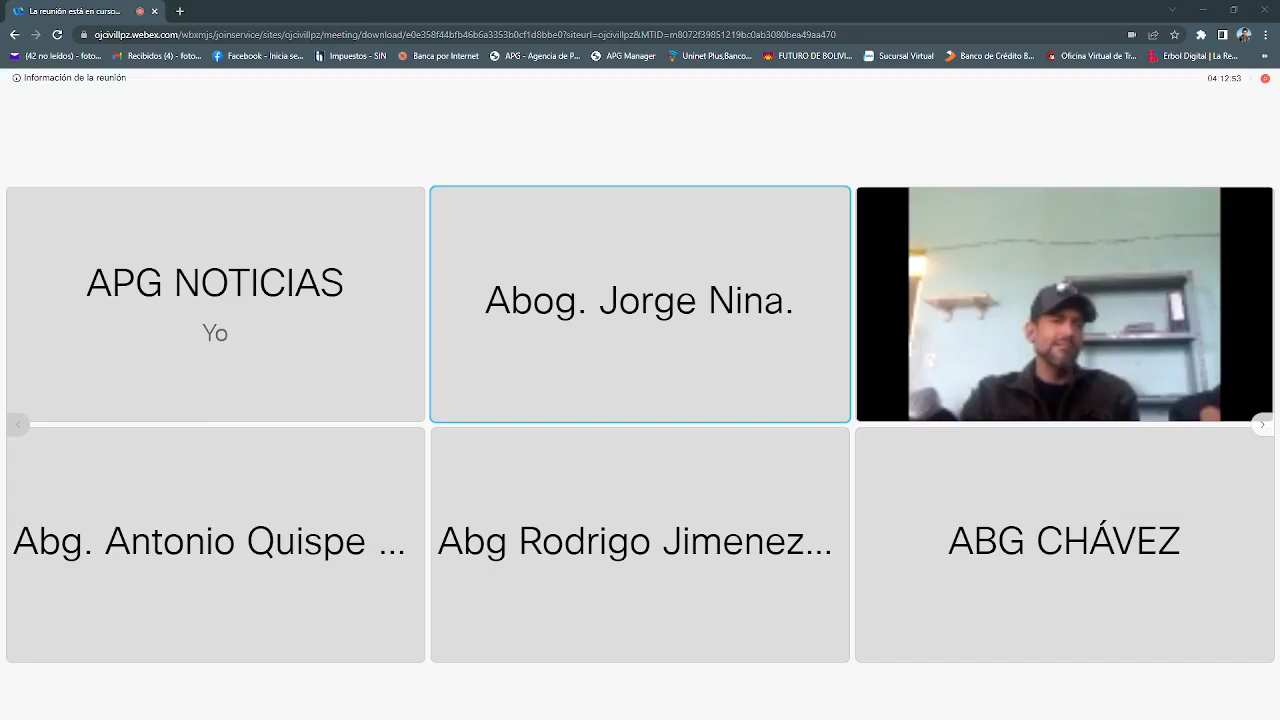 La reunión está en curso...
ojcivillpz.webex.com/wbxmjs/joinservice/sites/ojcivillpz/meeting/download/e0e358f44bfb46b6a3353a0cf1d8bbe0?siteurl=ojcivillpz&MTID=m8072f39851219bc0ab3080bea49aa470
(42 no leídos) - foto...
Recibidos (4) - fotos...
Facebook - Inicia se...
Impuestos - SIN
Banca por Internet
APG - Agencia de P...
APG Manager
Uninet Plus,Banco...
FUTURO DE BOLIVI...
Sucursal Virtual
Banco de Crédito B...
Oficina Virtual de Tr...
Erbol Digital | La Re...
Información de la reunión
04:12:53
APG NOTICIAS
Yo
Abog. Jorge Nina.
Abg. Antonio Quispe ...
Abg Rodrigo Jimenez...
ABG CHÁVEZ